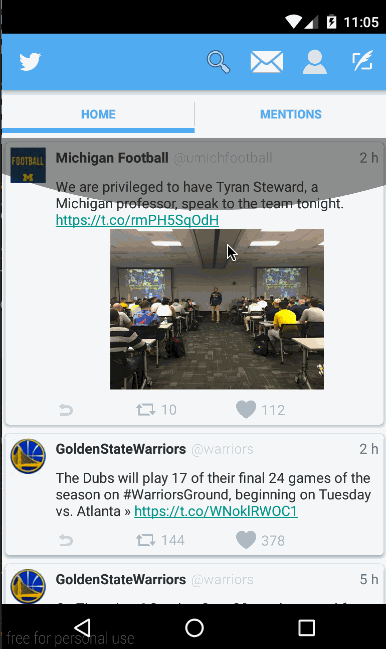 11:05
HOME
MENTIONS
FOOTBALL
M
Michigan Football @umichfootball 2 h
We are privileged to have Tyran Steward, a
Michigan professor, speak to the team tonight.
https://t.co/rmPH5SqOdH
10
112
GoldenStateWarriors @warriors 2 h
The Dubs will play 17 of their final 24 games of the
season on #WarriorsGround, beginning on Tuesday
vs. Atlanta » https://t.co/WNoklRWOC1
144
378
GoldenStateWarriors @warriors 5 h
free for personal use